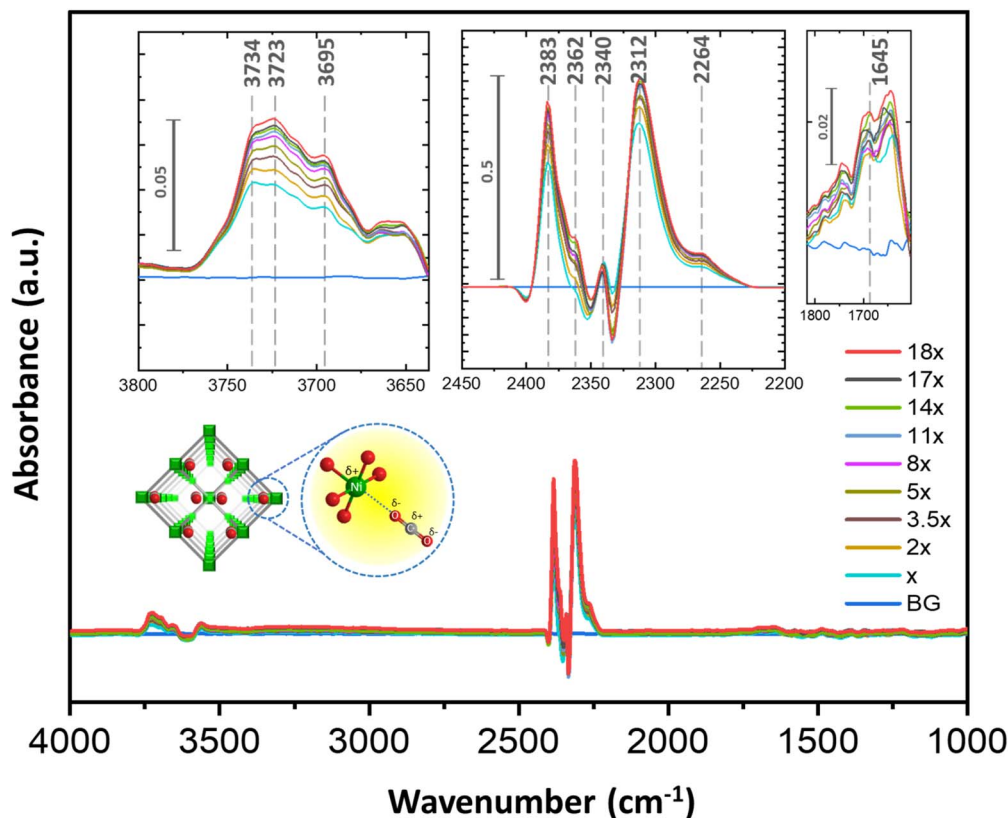 3734
3723
3695
0.05
3800
3750
3700
3650
2383
2362
2340
2312
2264
0.5
2450
2400
2350
2300
2250
2200
1645
0.02
1800
1700
Absorbance (a.u.)
18x
17x
14x
11x
8x
5x
3.5x
2x
x
BG
δ+
Ni
δ-
O
δ+
C
δ-
O
4000
3500
3000
2500
2000
1500
1000
Wavenumber (cm⁻¹)